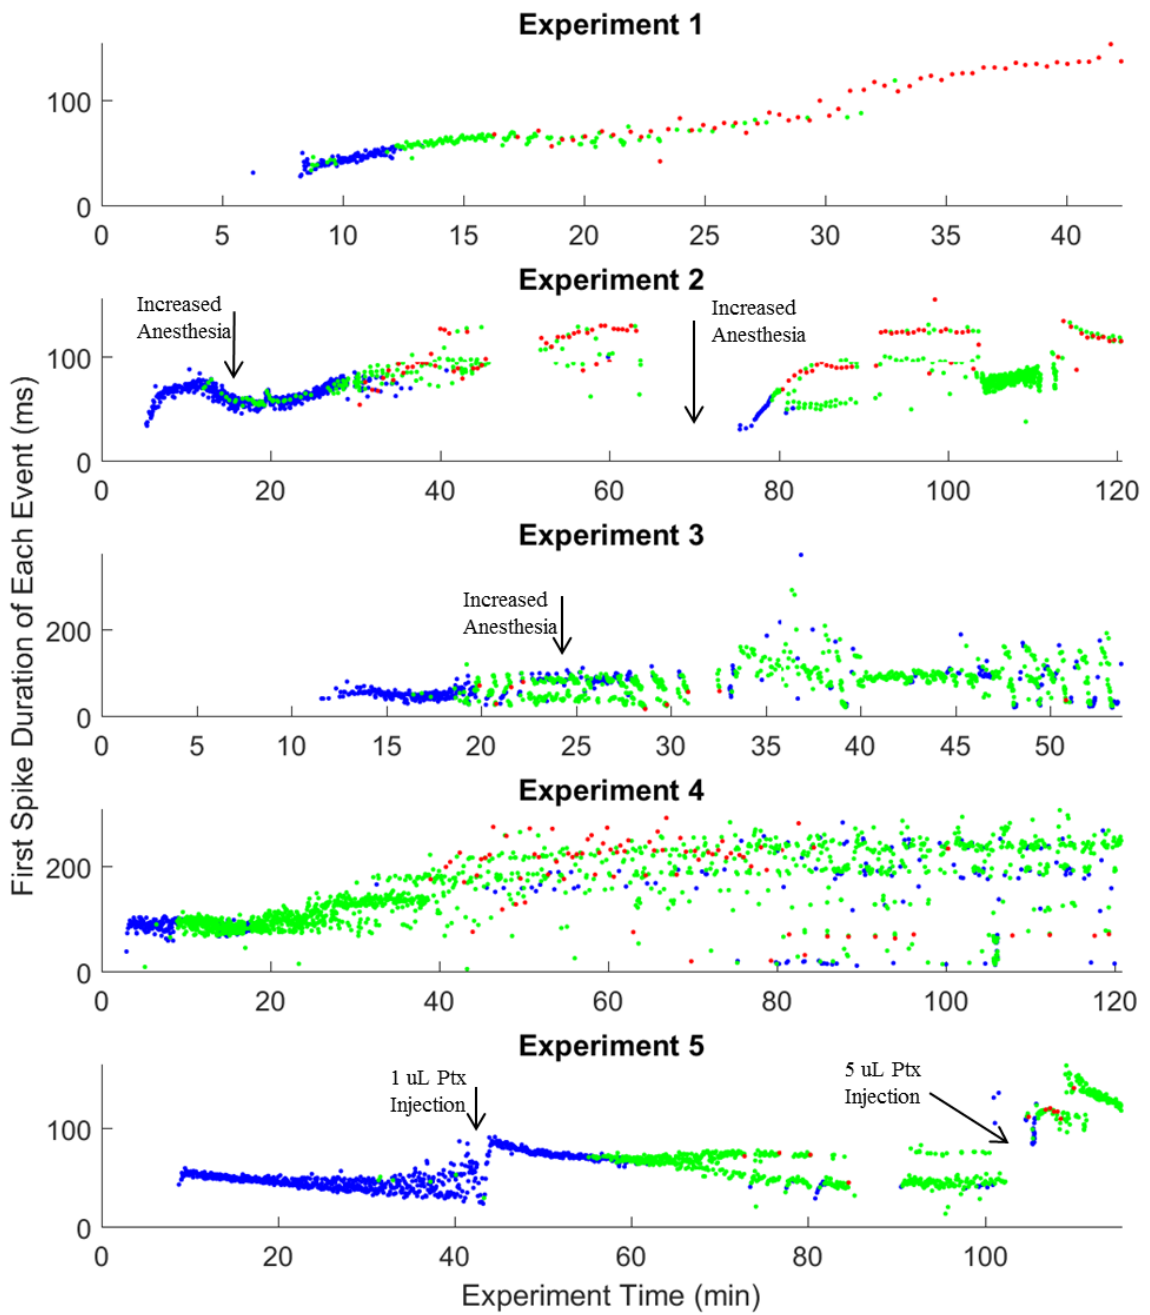 Experiment 1
100
0
0 5 10 15 20 25 30 35 40
Experiment 2
Increased
Anesthesia
Increased
Anesthesia
100
0
0 20 40 60 80 100 120
Experiment 3
Increased
Anesthesia
200
0
0 5 10 15 20 25 30 35 40 45 50
Experiment 4
200
0
0 20 40 60 80 100 120
Experiment 5
1 uL Ptx
Injection
5 uL Ptx
Injection
100
0
0 20 40 60 80 100
First Spike Duration of Each Event (ms)
Experiment Time (min)